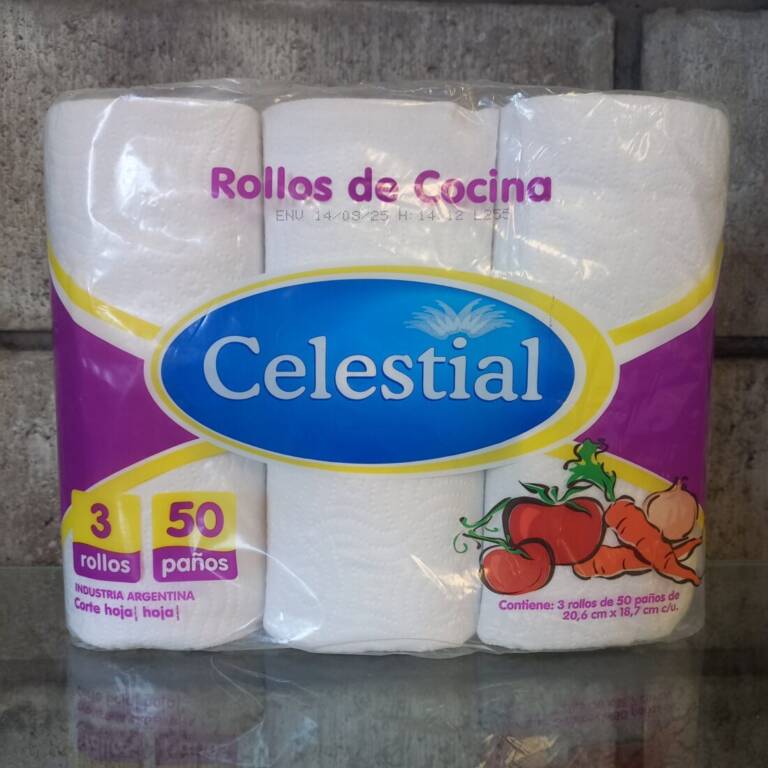 Rollos de Cocina
ENV 14/03/25 H:14:12 L255
Celestial
3 rollos
50 paños
INDUSTRIA ARGENTINA
Corte hoja| hoja|
Contiene: 3 rollos de 50 paños de
20,6 cm x 18,7 cm c/u.